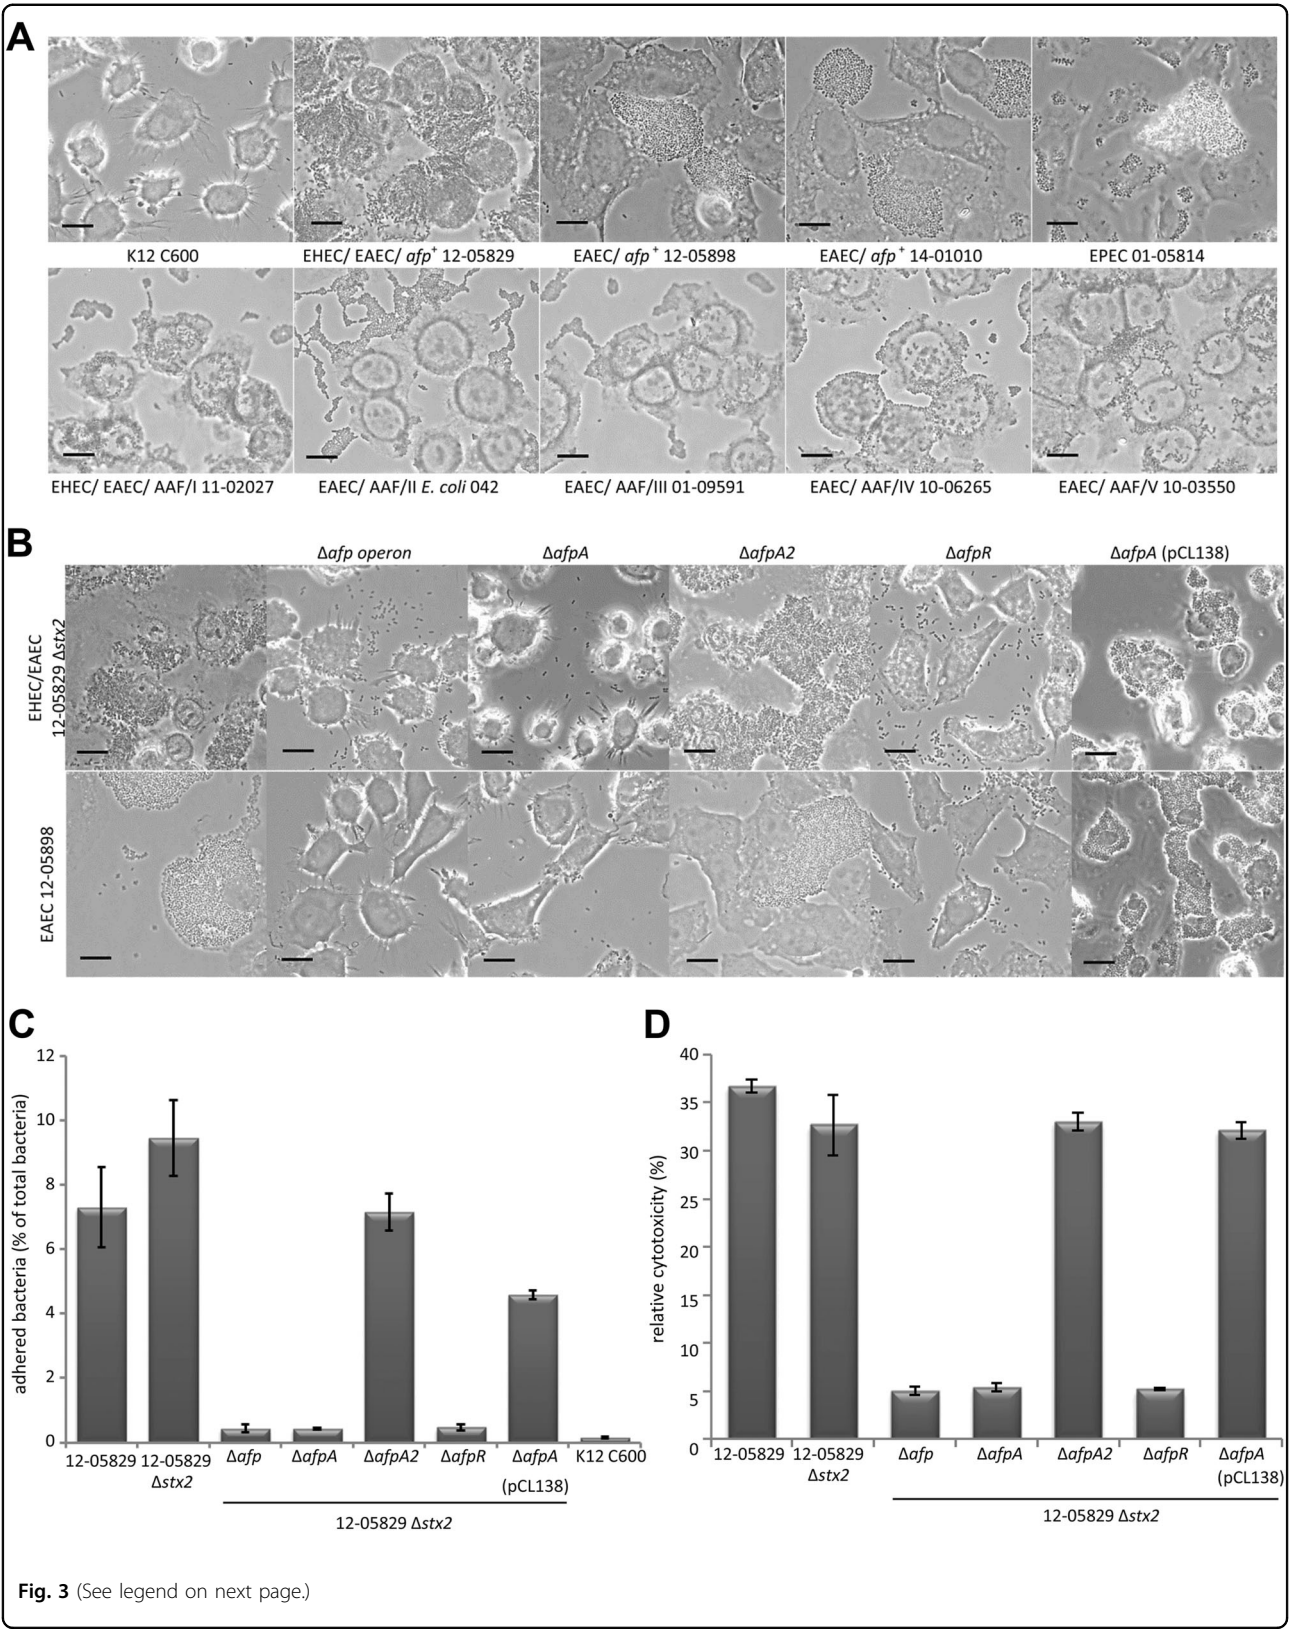 A
K12 C600
EHEC/ EAEC/ afp+ 12-05829
EAEC/ afp+ 12-05898
EAEC/ afp+ 14-01010
EPEC 01-05814
EHEC/ EAEC/ AAF/I 11-02027
EAEC/ AAF/II E. coli 042
EAEC/ AAF/III 01-09591
EAEC/ AAF/IV 10-06265
EAEC/ AAF/V 10-03550
B
Δafp operon
ΔafpA
ΔafpA2
ΔafpR
ΔafpA (pCL138)
EHEC/EAEC
12-05829 Δstx2
EAEC 12-05898
C
adhered bacteria (% of total bacteria)
12
10
8
6
4
2
0
12-05829
12-05829
Δstx2
Δafp
ΔafpA
ΔafpA2
ΔafpR
ΔafpA
(pCL138)
K12 C600
12-05829 Δstx2
D
relative cytotoxicity (%)
40
35
30
25
20
15
10
5
0
12-05829
12-05829
Δstx2
Δafp
ΔafpA
ΔafpA2
ΔafpR
ΔafpA
(pCL138)
12-05829 Δstx2
Fig. 3 (See legend on next page.)